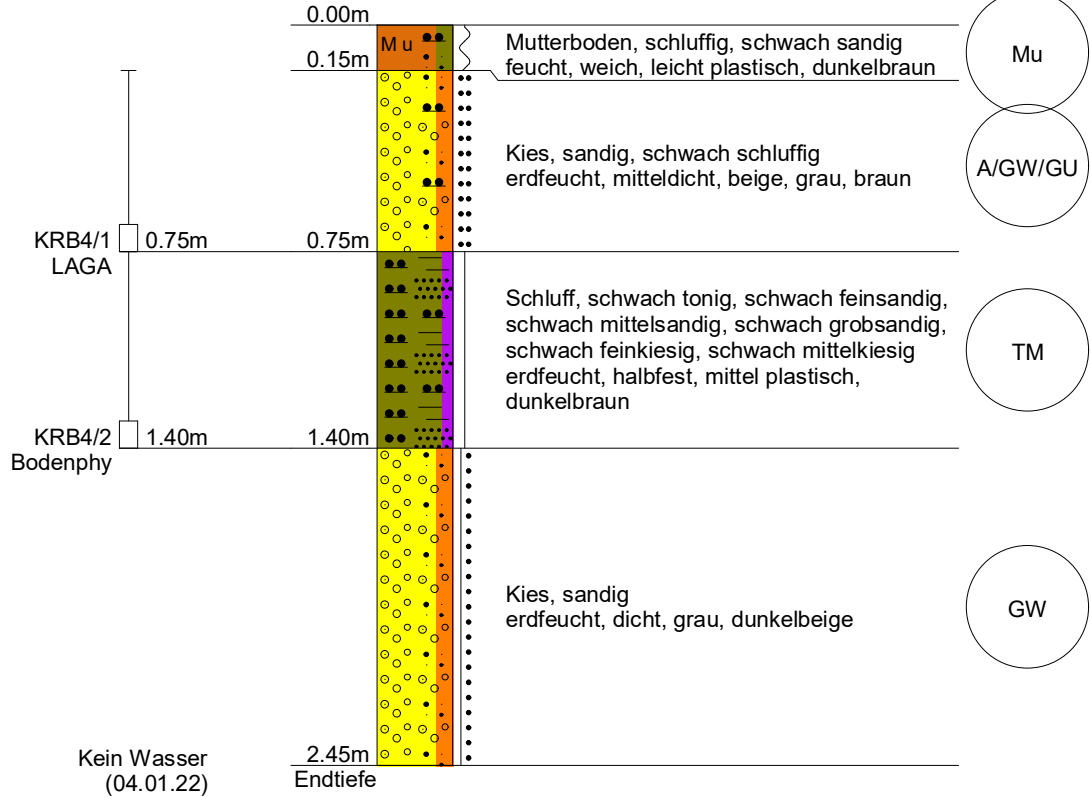 0.00m
Mu
Mutterboden, schluffig, schwach sandig
feucht, weich, leicht plastisch, dunkelbraun
Mu
0.15m
Kies, sandig, schwach schluffig
erdfeucht, mitteldicht, beige, grau, braun
A/GW/GU
KRB4/1
LAGA
0.75m
0.75m
Schluff, schwach tonig, schwach feinsandig,
schwach mittelsandig, schwach grobsandig,
schwach feinkiesig, schwach mittelkiesig
erdfeucht, halbfest, mittel plastisch,
dunkelbraun
TM
KRB4/2
Bodenphy
1.40m
1.40m
Kies, sandig
erdfeucht, dicht, grau, dunkelbeige
GW
Kein Wasser
(04.01.22)
2.45m
Endtiefe